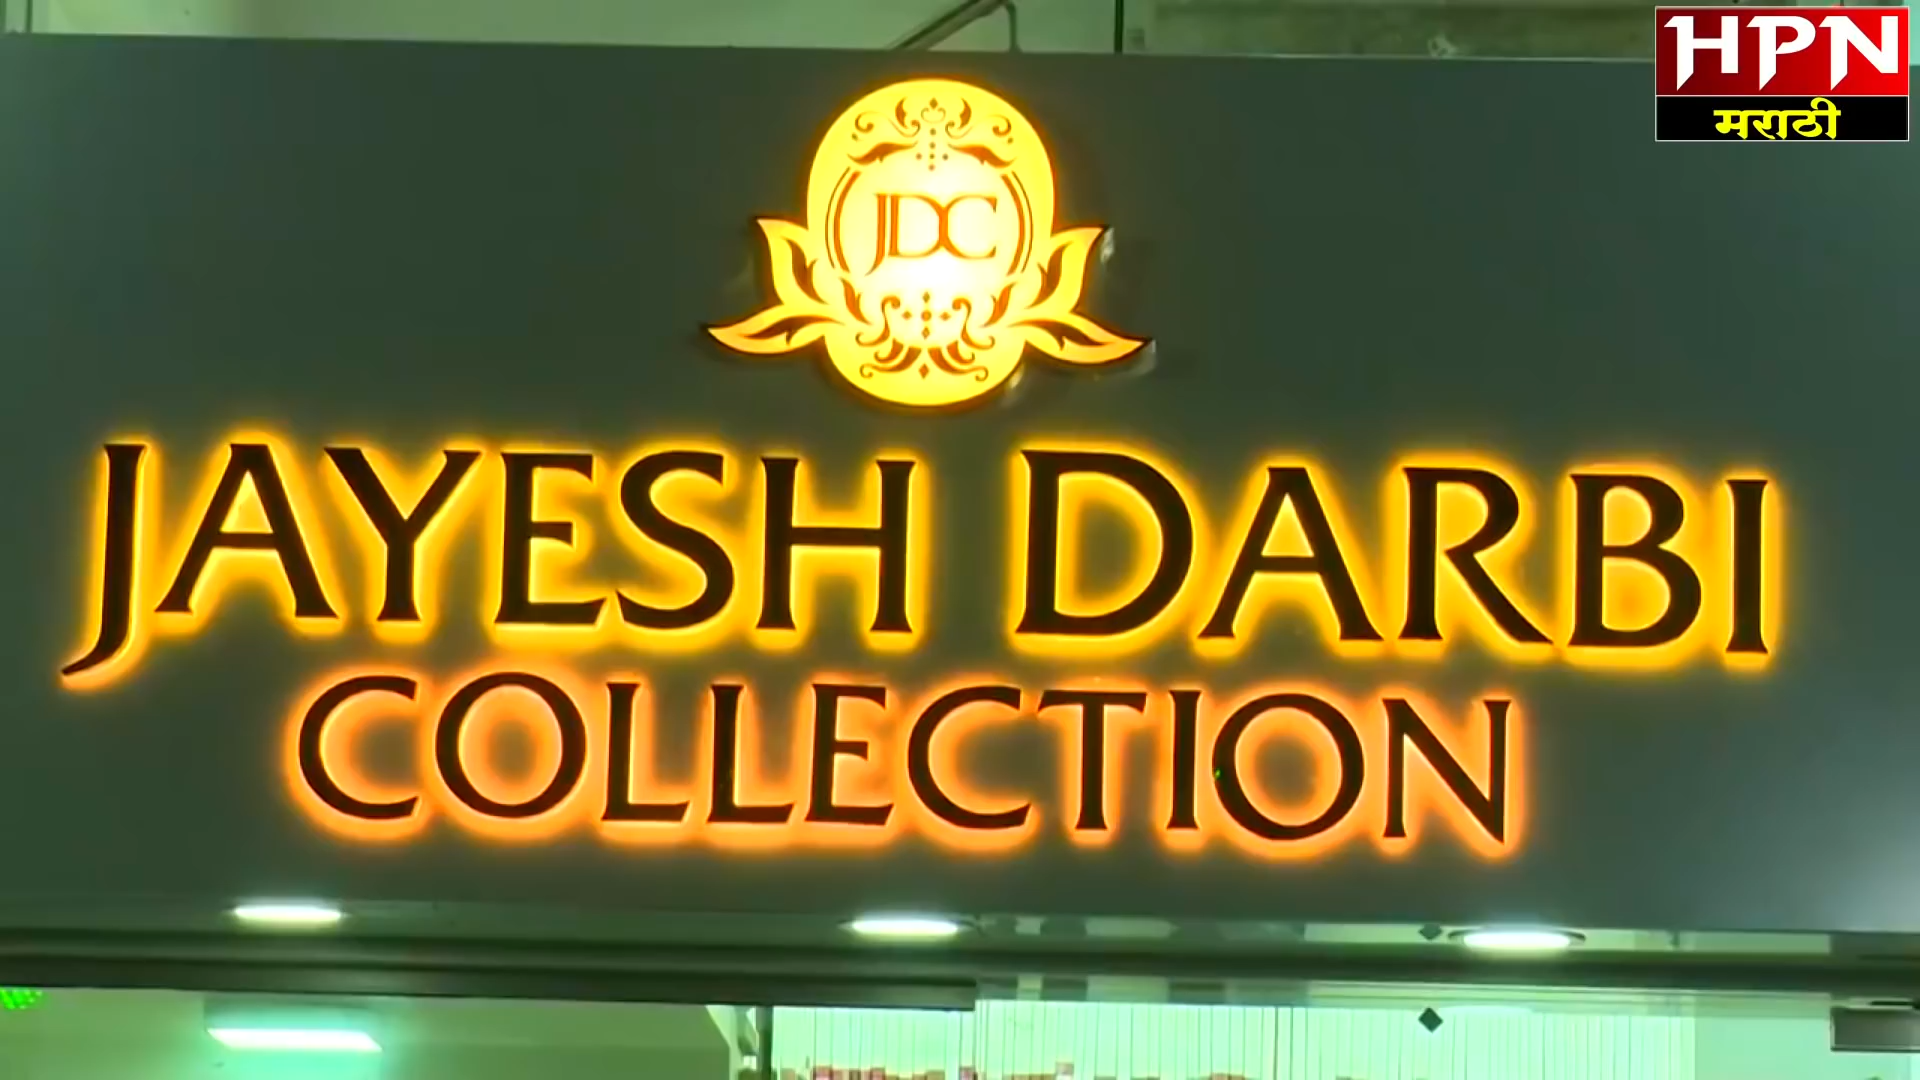 HPN
मराठी
JDC
JAYESH DARBI
COLLECTION